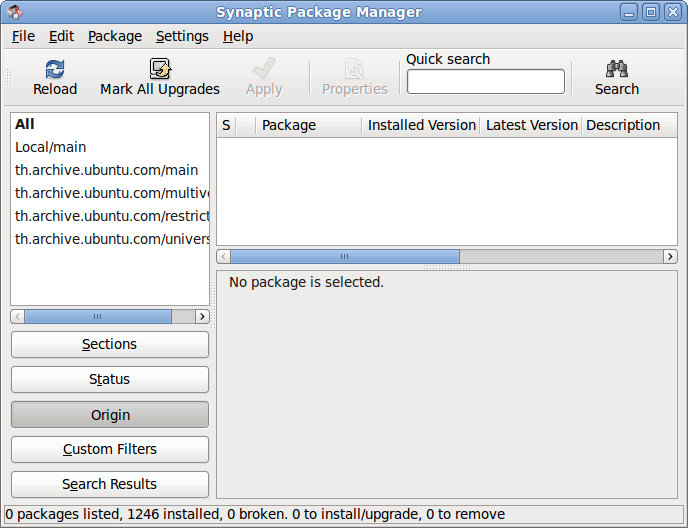 Synaptic Package Manager
File Edit Package Settings Help
Reload Mark All Upgrades Apply Properties Quick search Search
All
Local/main
th.archive.ubuntu.com/main
th.archive.ubuntu.com/multive
th.archive.ubuntu.com/restrict
th.archive.ubuntu.com/univers
S Package Installed Version Latest Version Description
No package is selected.
Sections
Status
Origin
Custom Filters
Search Results
0 packages listed, 1246 installed, 0 broken. 0 to install/upgrade, 0 to remove